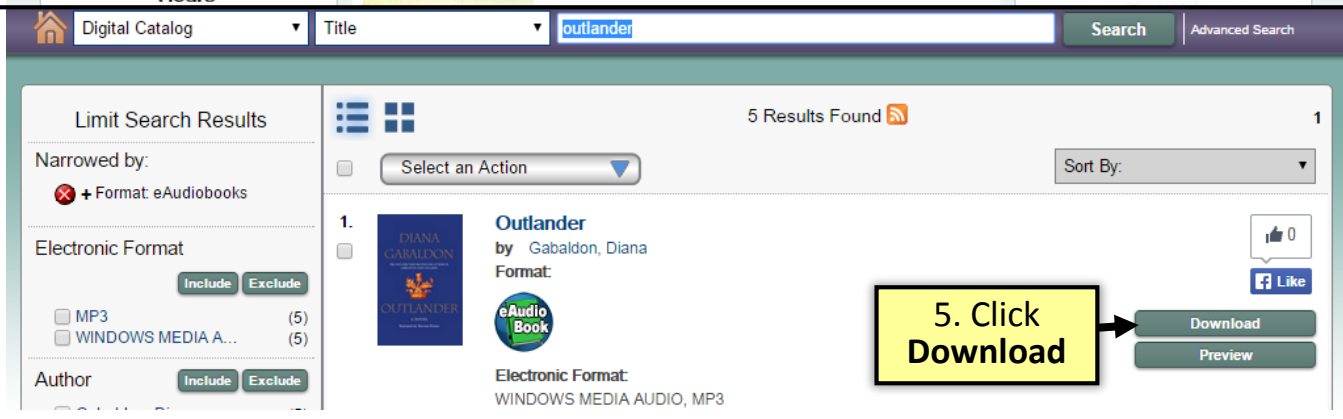 Digital Catalog Title outlander Search Advanced Search
Limit Search Results
5 Results Found 1
Narrowed by:
+ Format: eAudiobooks
Select an Action Sort By:
Electronic Format
Include Exclude
MP3 (5)
WINDOWS MEDIA A... (5)
Author Include Exclude
1.
DIANA
GABALDON
OUTLANDER
Outlander
by Gabaldon, Diana
Format:
eAudio
Book
Electronic Format:
WINDOWS MEDIA AUDIO, MP3
0
Like
5. Click
Download
Download
Preview